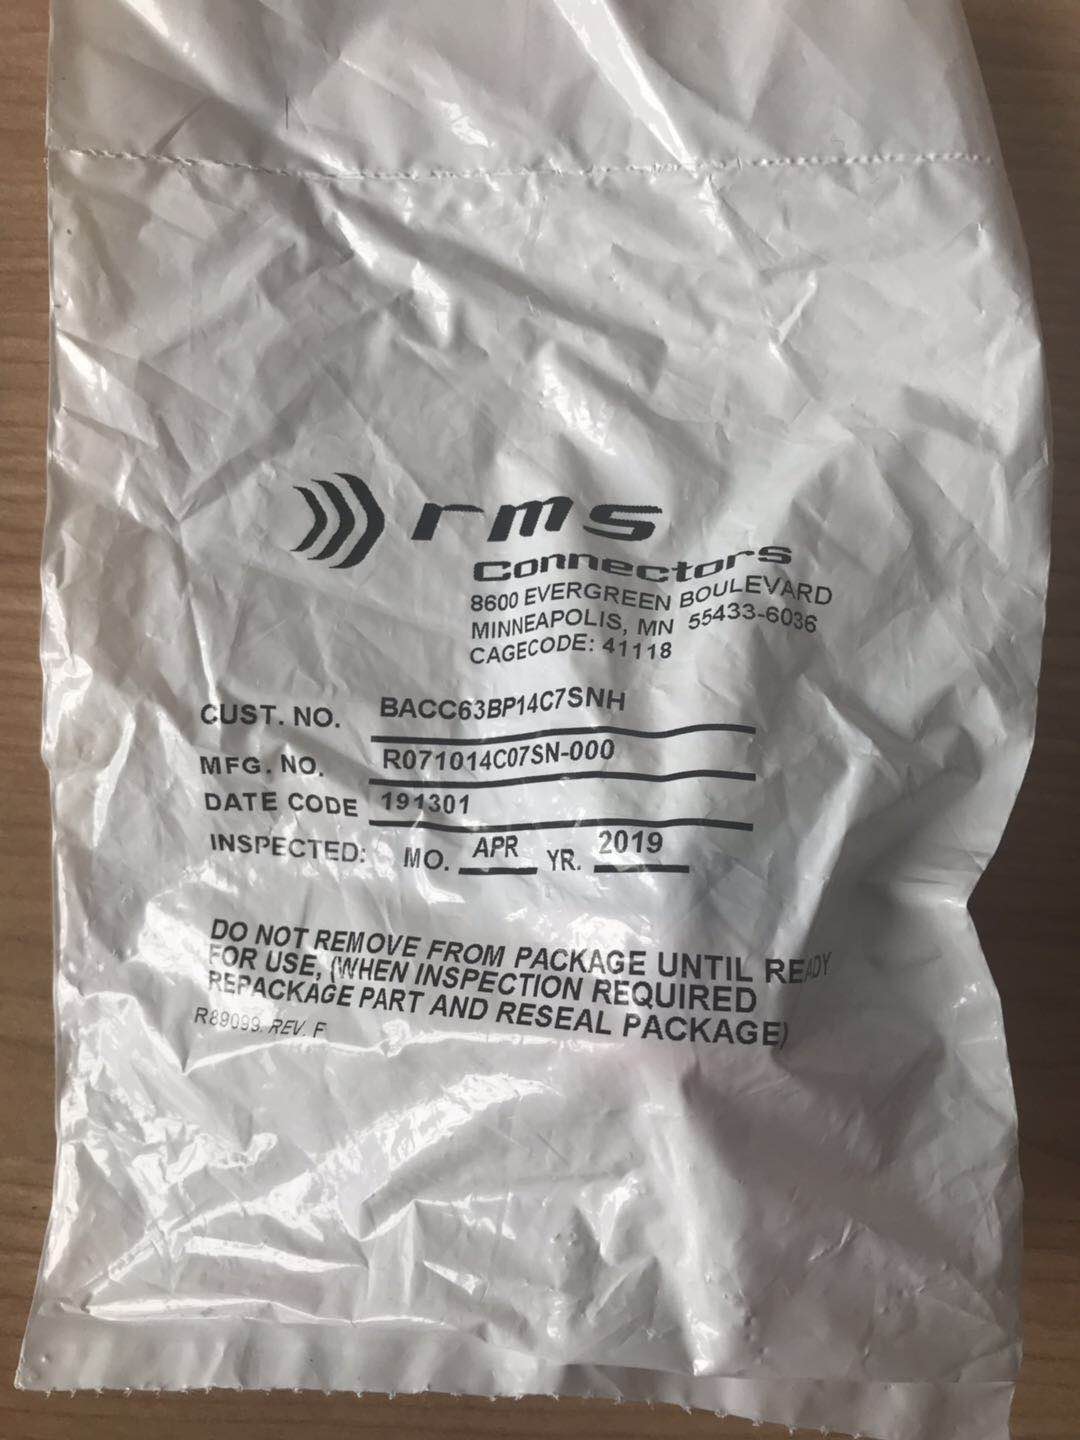 rms
connectors
8600 EVERGREEN BOULEVARD
MINNEAPOLIS, MN 55433-6036
CAGECODE: 41118
CUST. NO. BACC63BP14C7SNH
MFG. NO. R071014C07SN-000
DATE CODE 191301
INSPECTED: MO. APR YR. 2019
DO NOT REMOVE FROM PACKAGE UNTIL READY
FOR USE, (WHEN INSPECTION REQUIRED
REPACKAGE PART AND RESEAL PACKAGE)
R89099 REV. F